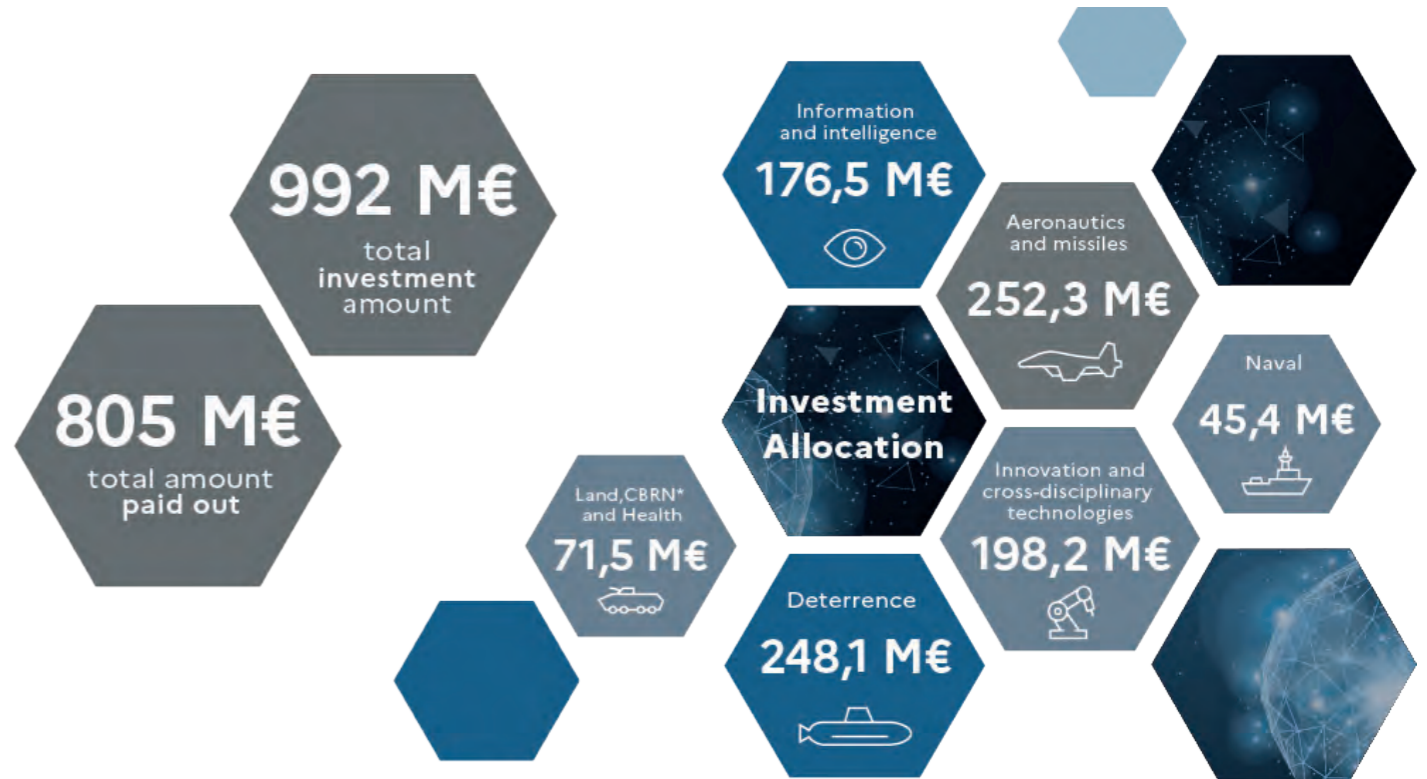 992 M€
total
investment
amount
805 M€
total amount
paid out
Information
and intelligence
176,5 M€
Aeronautics
and missiles
252,3 M€
Naval
45,4 M€
Investment
Allocation
Land,CBRN*
and Health
71,5 M€
Innovation and
cross-disciplinary
technologies
198,2 M€
Deterrence
248,1 M€